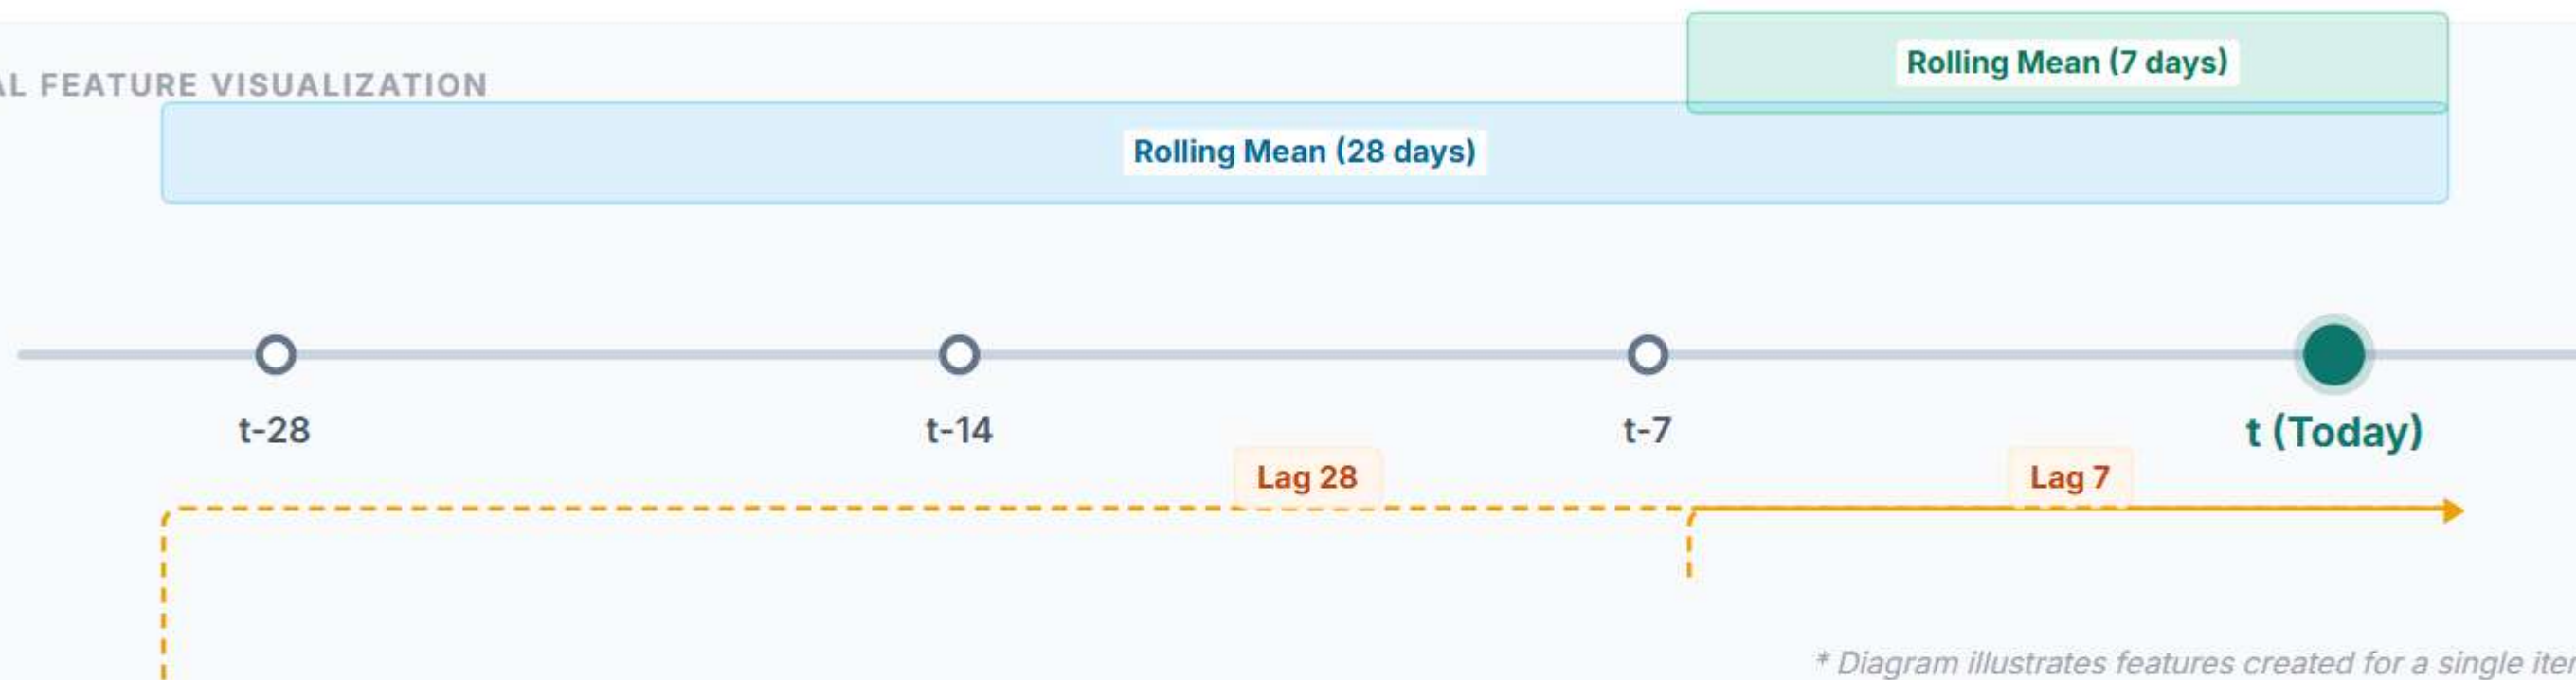 Rolling Mean (7 days)
AL FEATURE VISUALIZATION
Rolling Mean (28 days)
t-28
t-14
t-7
t (Today)
Lag 28
Lag 7
* Diagram illustrates features created for a single